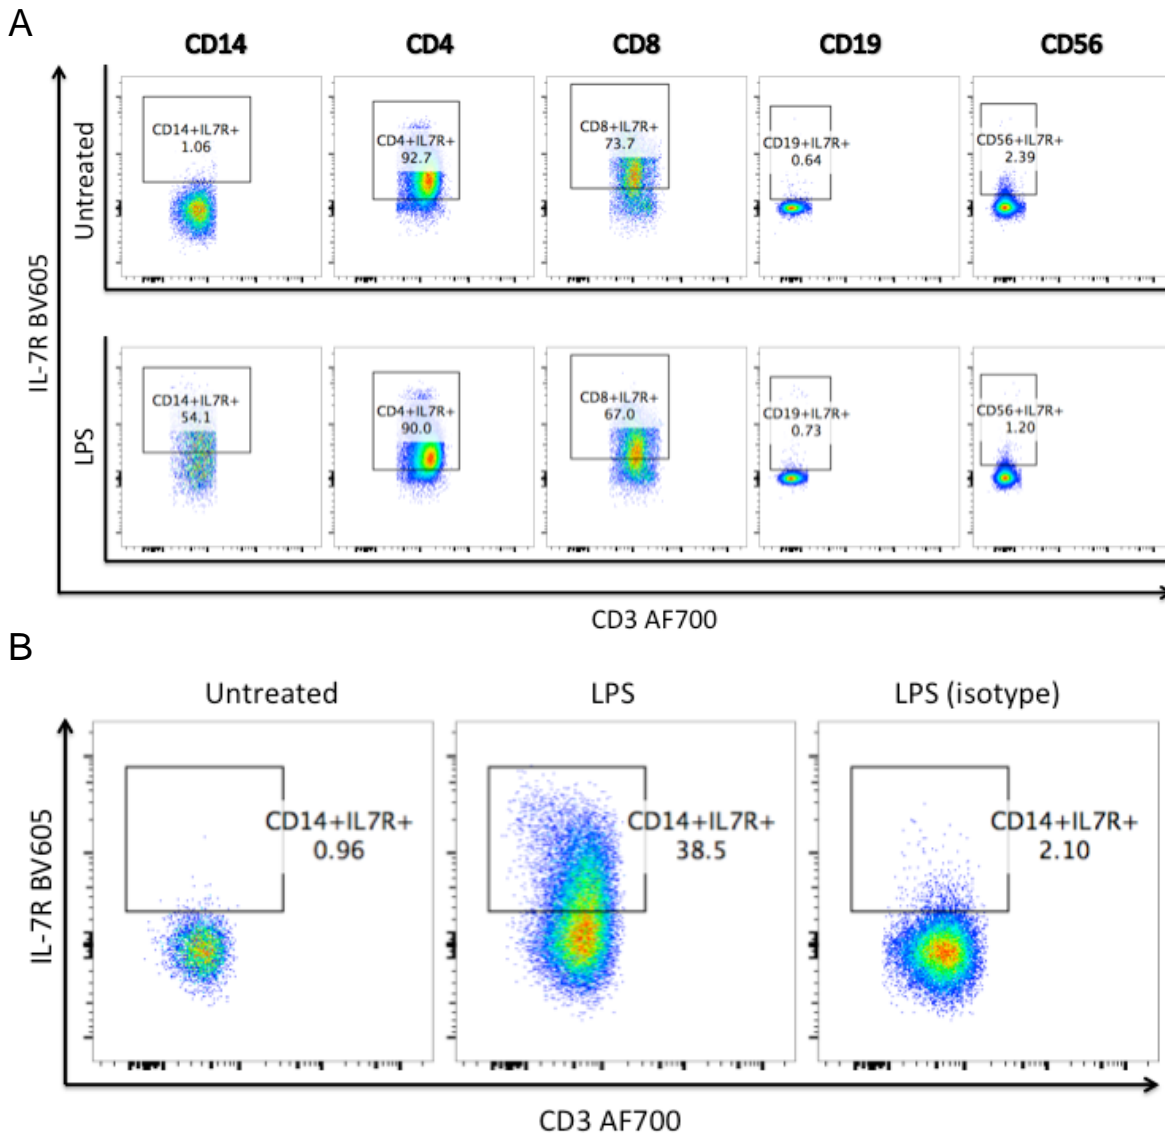 A
CD14
CD4
CD8
CD19
CD56
Untreated
CD14+IL7R+
1.06
CD4+IL7R+
92.7
CD8+IL7R+
73.7
CD19+IL7R+
0.64
CD56+IL7R+
2.39
IL-7R BV605
LPS
CD14+IL7R+
54.1
CD4+IL7R+
90.0
CD8+IL7R+
67.0
CD19+IL7R+
0.73
CD56+IL7R+
1.20
CD3 AF700
B
Untreated
LPS
LPS (isotype)
IL-7R BV605
CD14+IL7R+
0.96
CD14+IL7R+
38.5
CD14+IL7R+
2.10
CD3 AF700